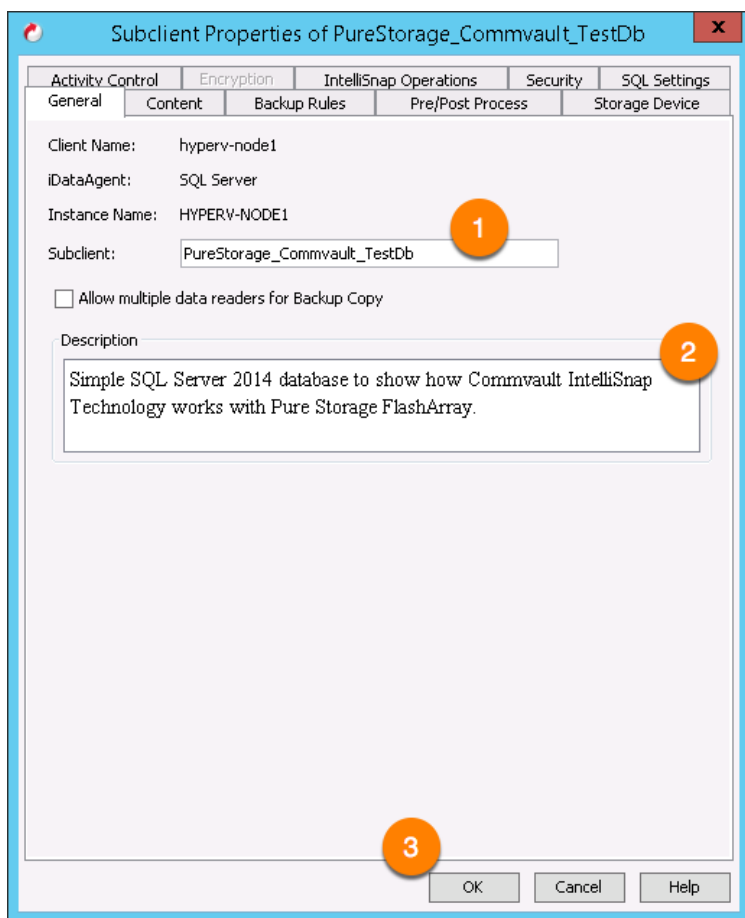 Subclient Properties of PureStorage_Commvault_TestDb
x
Activity Control Encryption IntelliSnap Operations Security SQL Settings
General Content Backup Rules Pre/Post Process Storage Device
Client Name: hyperv-node1
iDataAgent: SQL Server
Instance Name: HYPERV-NODE1
1
Subclient: PureStorage_Commvault_TestDb
Allow multiple data readers for Backup Copy
Description
2
Simple SQL Server 2014 database to show how Commvault IntelliSnap
Technology works with Pure Storage FlashArray.
3
OK Cancel Help